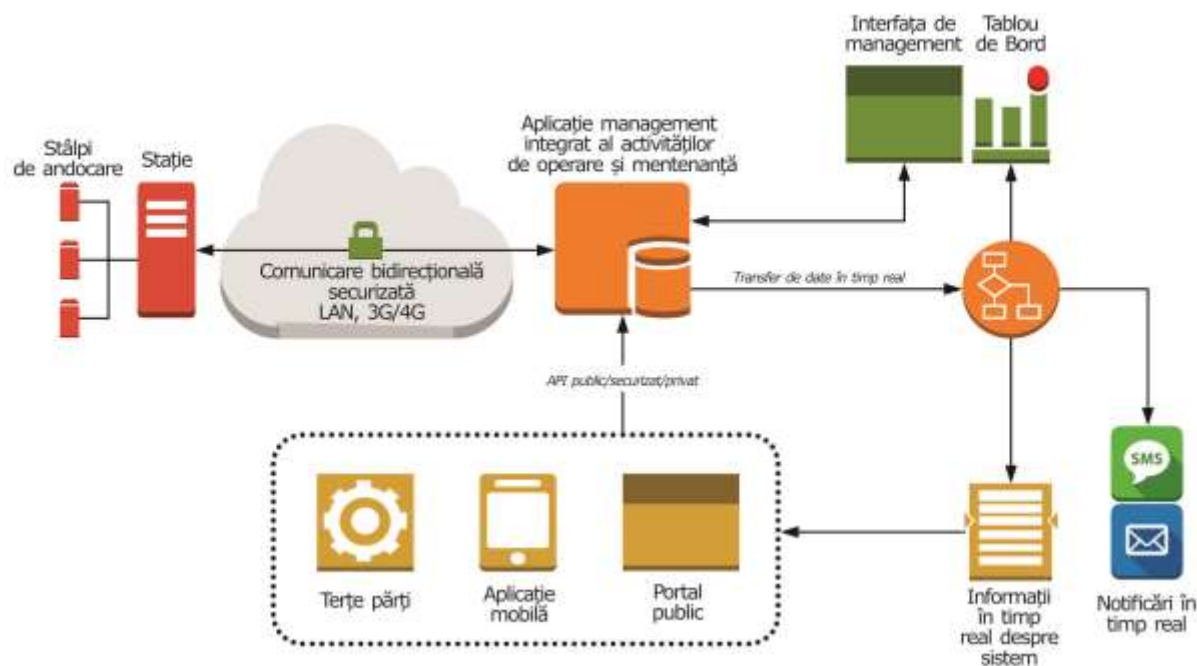 Interfața de
management
Tablou
de Bord
Aplicație management
integrat al activităților
de operare și mentenanță
Stâlpi
de andocare
Stație
Comunicare bidirecțională
securizată
LAN, 3G/4G
Transfer de date în timp real
API public/securizat/privat
SMS
Terțe părți
Aplicație
mobilă
Portal
public
Informații
în timp
real despre
sistem
Notificări în
timp real